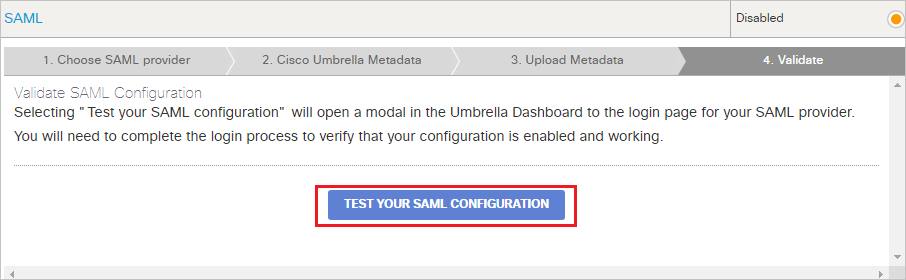 SAML
Disabled
1. Choose SAML provider
2. Cisco Umbrella Metadata
3. Upload Metadata
4. Validate
Validate SAML Configuration
Selecting "Test your SAML configuration" will open a modal in the Umbrella Dashboard to the login page for your SAML provider.
You will need to complete the login process to verify that your configuration is enabled and working.
TEST YOUR SAML CONFIGURATION